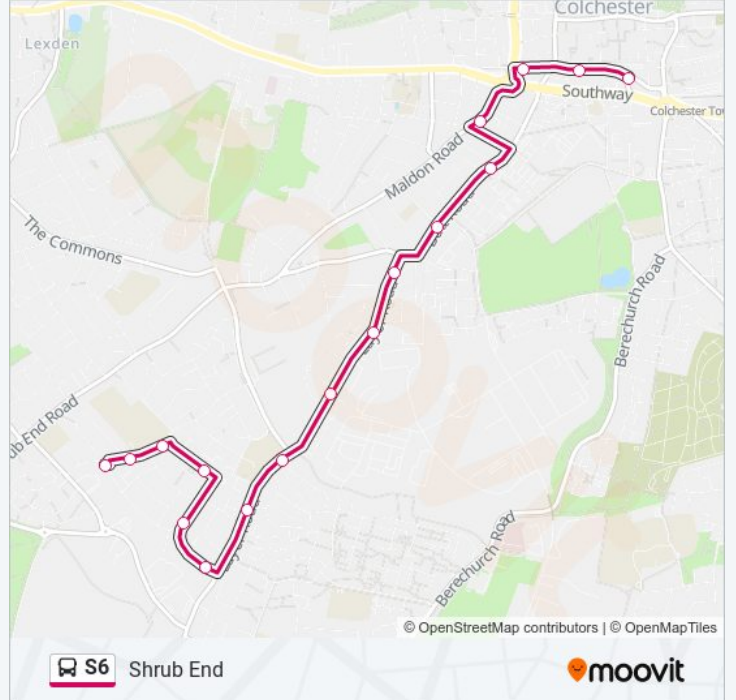 Colchester
Lexden
Southway
Colchester To
Maldon Road
The Commons
Berechurch Road
ub End Road
Berechurch Road
© OpenStreetMap contributors | © OpenMapTiles
S6 Shrub End
moovit